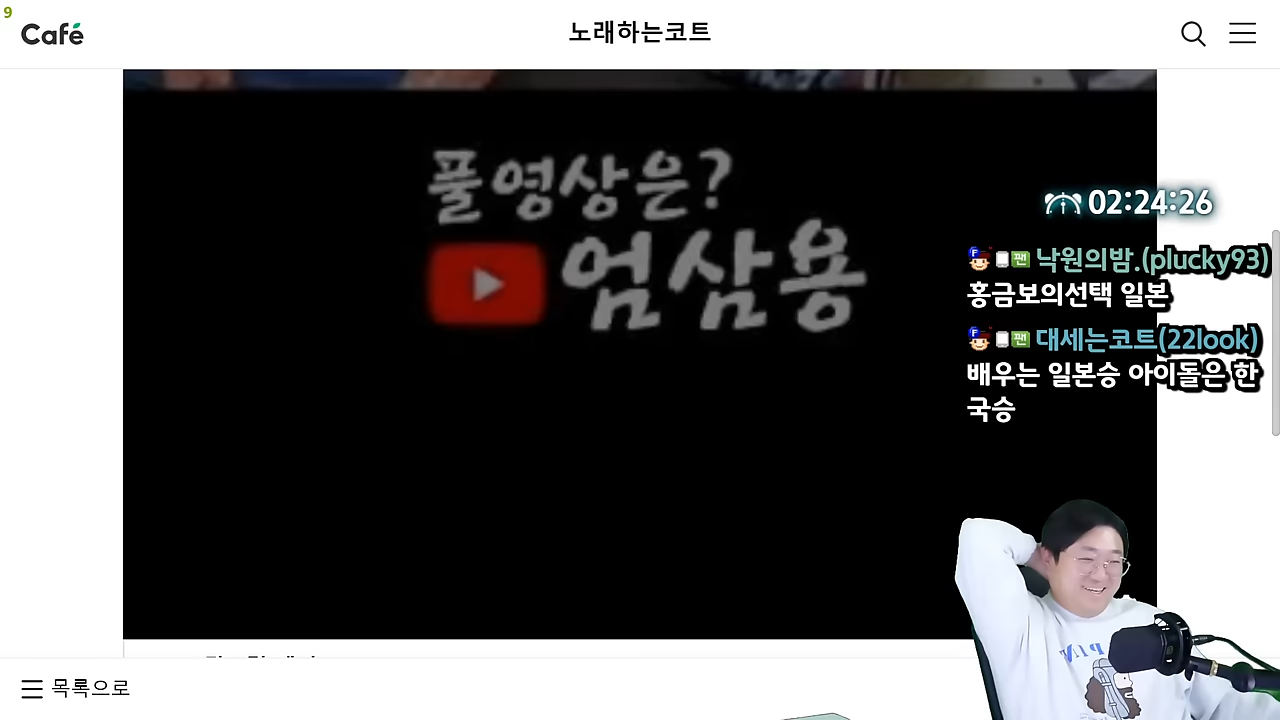 9
Café
노래하는코트
풀영상은?
엄삼용
02:24:26
팬 낙원의밤.(plucky93)
홍금보의선택 일본
팬 대세는코트(22look)
배우는 일본승 아이돌은 한
국승
목록으로